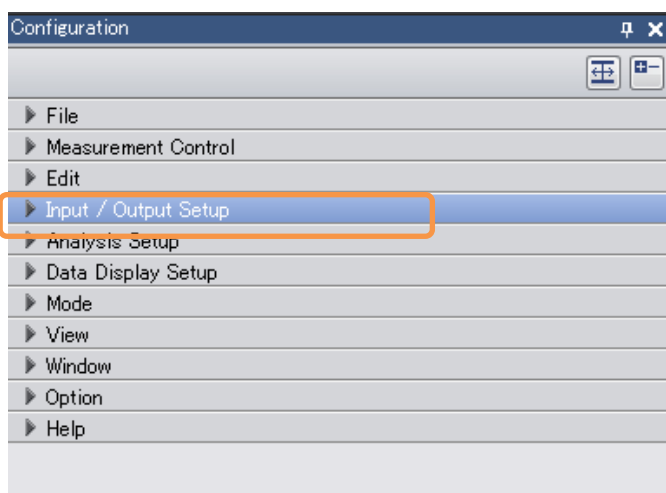 Configuration
File
Measurement Control
Edit
Input / Output Setup
Analysis Setup
Data Display Setup
Mode
View
Window
Option
Help